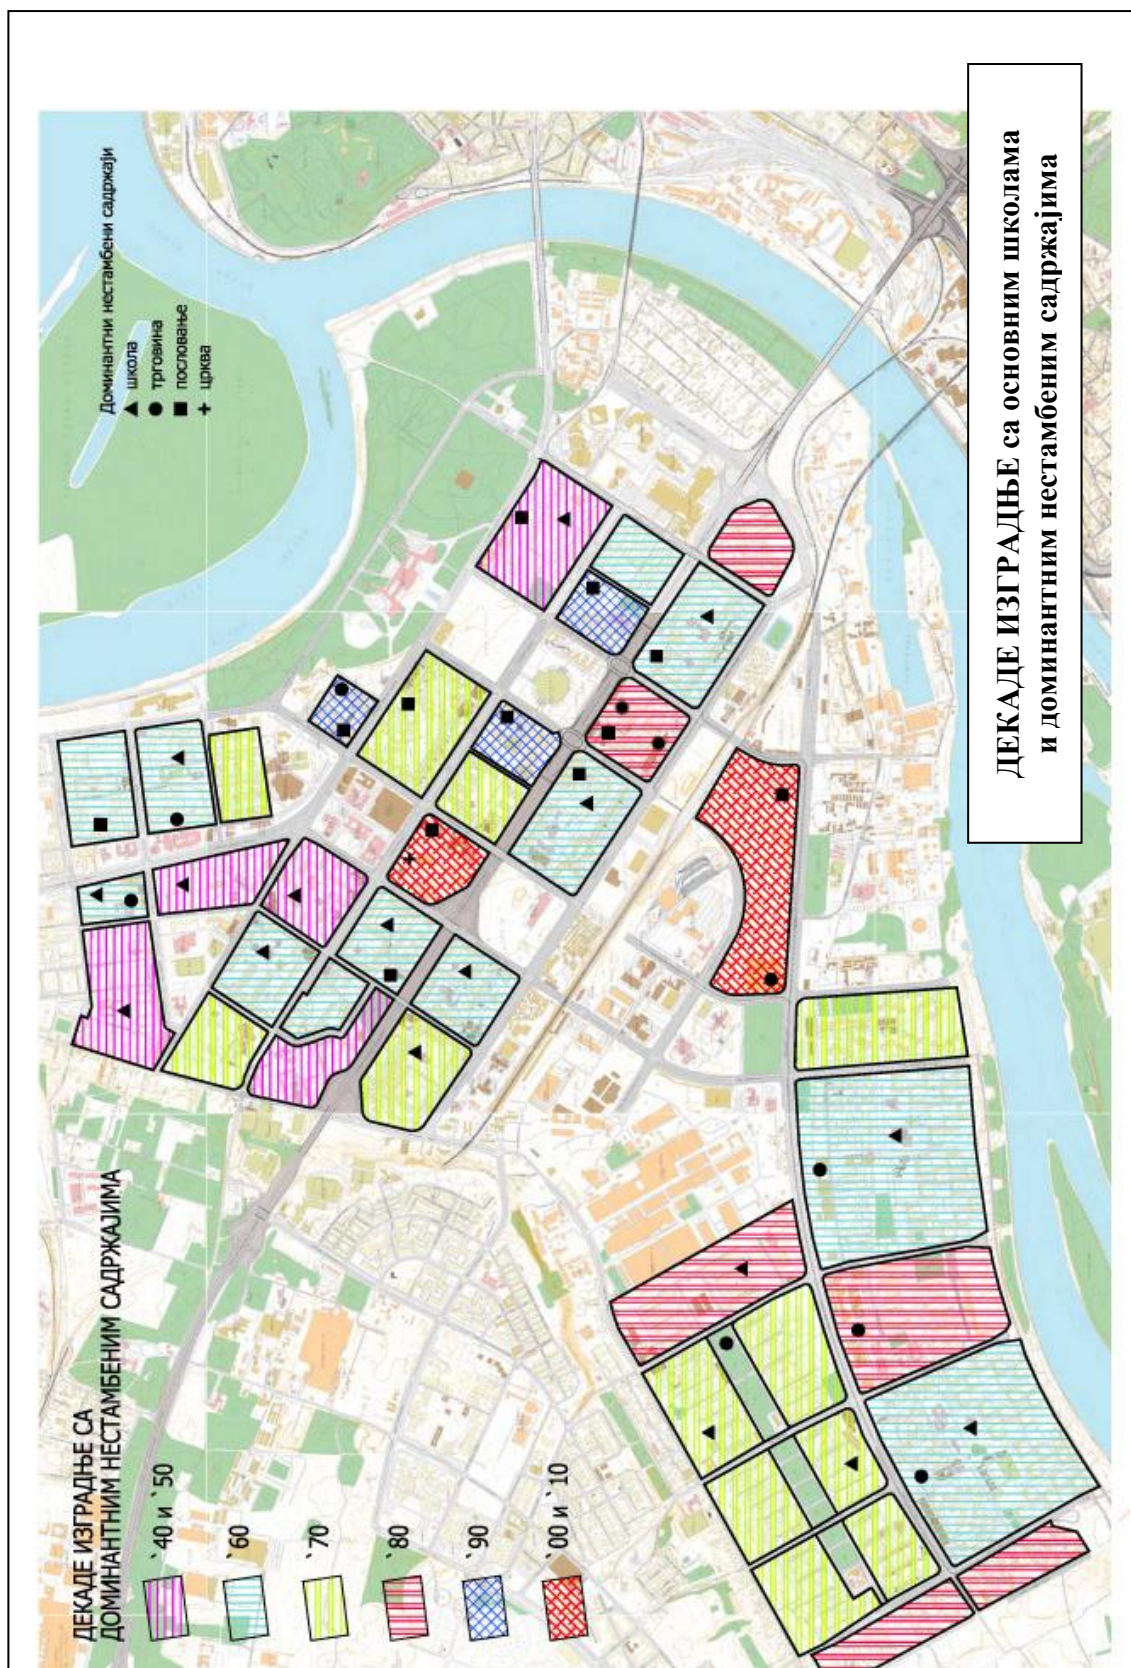 ДЕКАДЕ ИЗГРАДЊЕ са основним школама
и доминантним нестамбеним садржајима
Доминантни нестамбени садржаји
школа
трговина
пословање
црква
ДЕКАДЕ ИЗГРАДЊЕ СА
ДОМИНАНТНИМ НЕСТАМБЕНИМ САДРЖАЈИМА
`40 и `50
`60
`70
`80
`90
`00 и `10